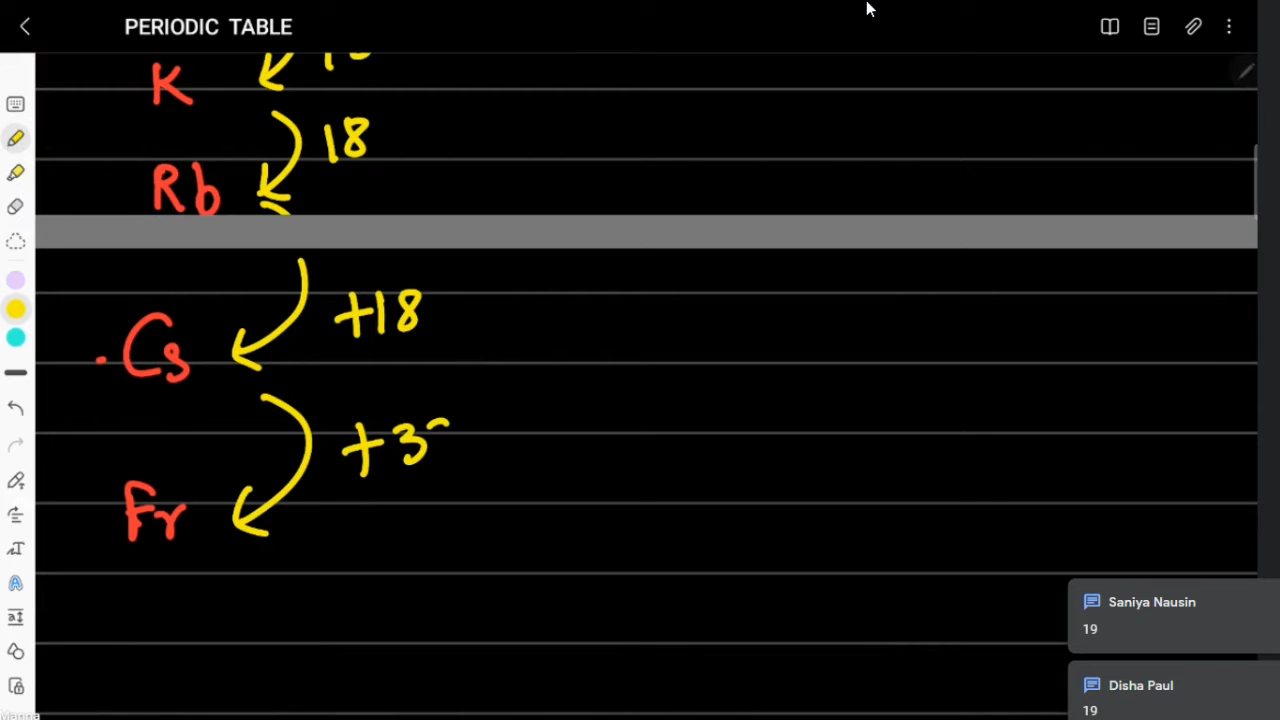 PERIODIC TABLE
K
18
Rb
+18
Cs
+3
Fr
Saniya Nausin
19
Disha Paul
19